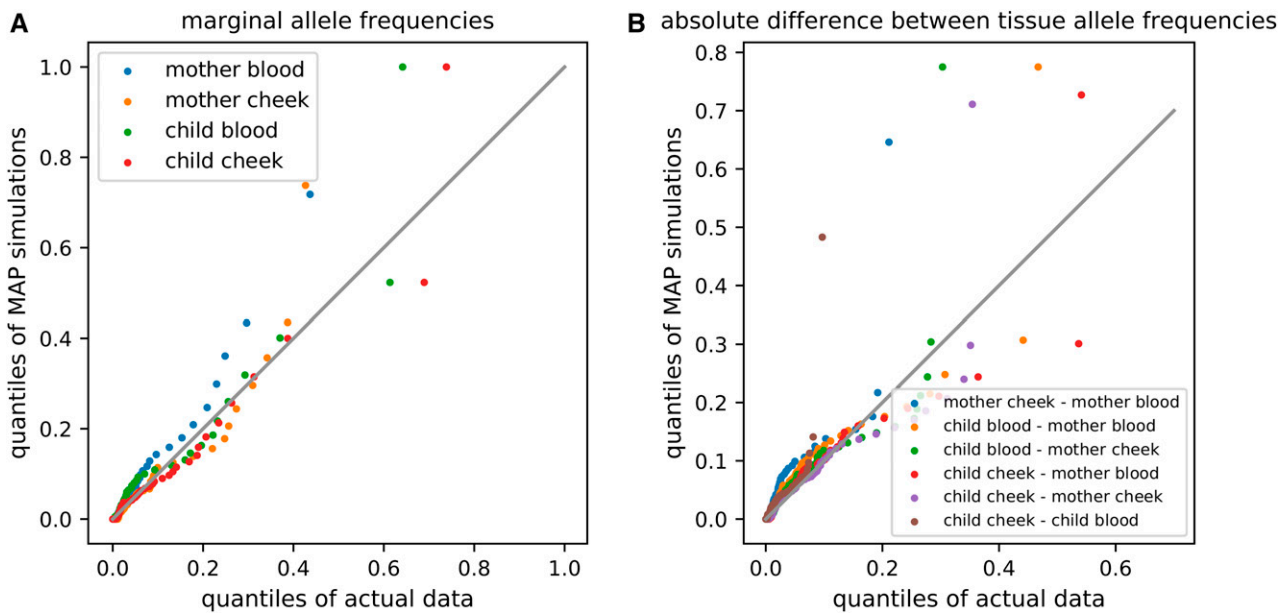 A
marginal allele frequencies
1.0
0.8
0.6
0.4
0.2
0.0
quantiles of MAP simulations
mother blood
mother cheek
child blood
child cheek
0.0 0.2 0.4 0.6 0.8 1.0
quantiles of actual data
B
absolute difference between tissue allele frequencies
0.8
0.7
0.6
0.5
0.4
0.3
0.2
0.1
0.0
quantiles of MAP simulations
mother cheek - mother blood
child blood - mother blood
child blood - mother cheek
child cheek - mother blood
child cheek - mother cheek
child cheek - child blood
0.0 0.2 0.4 0.6
quantiles of actual data